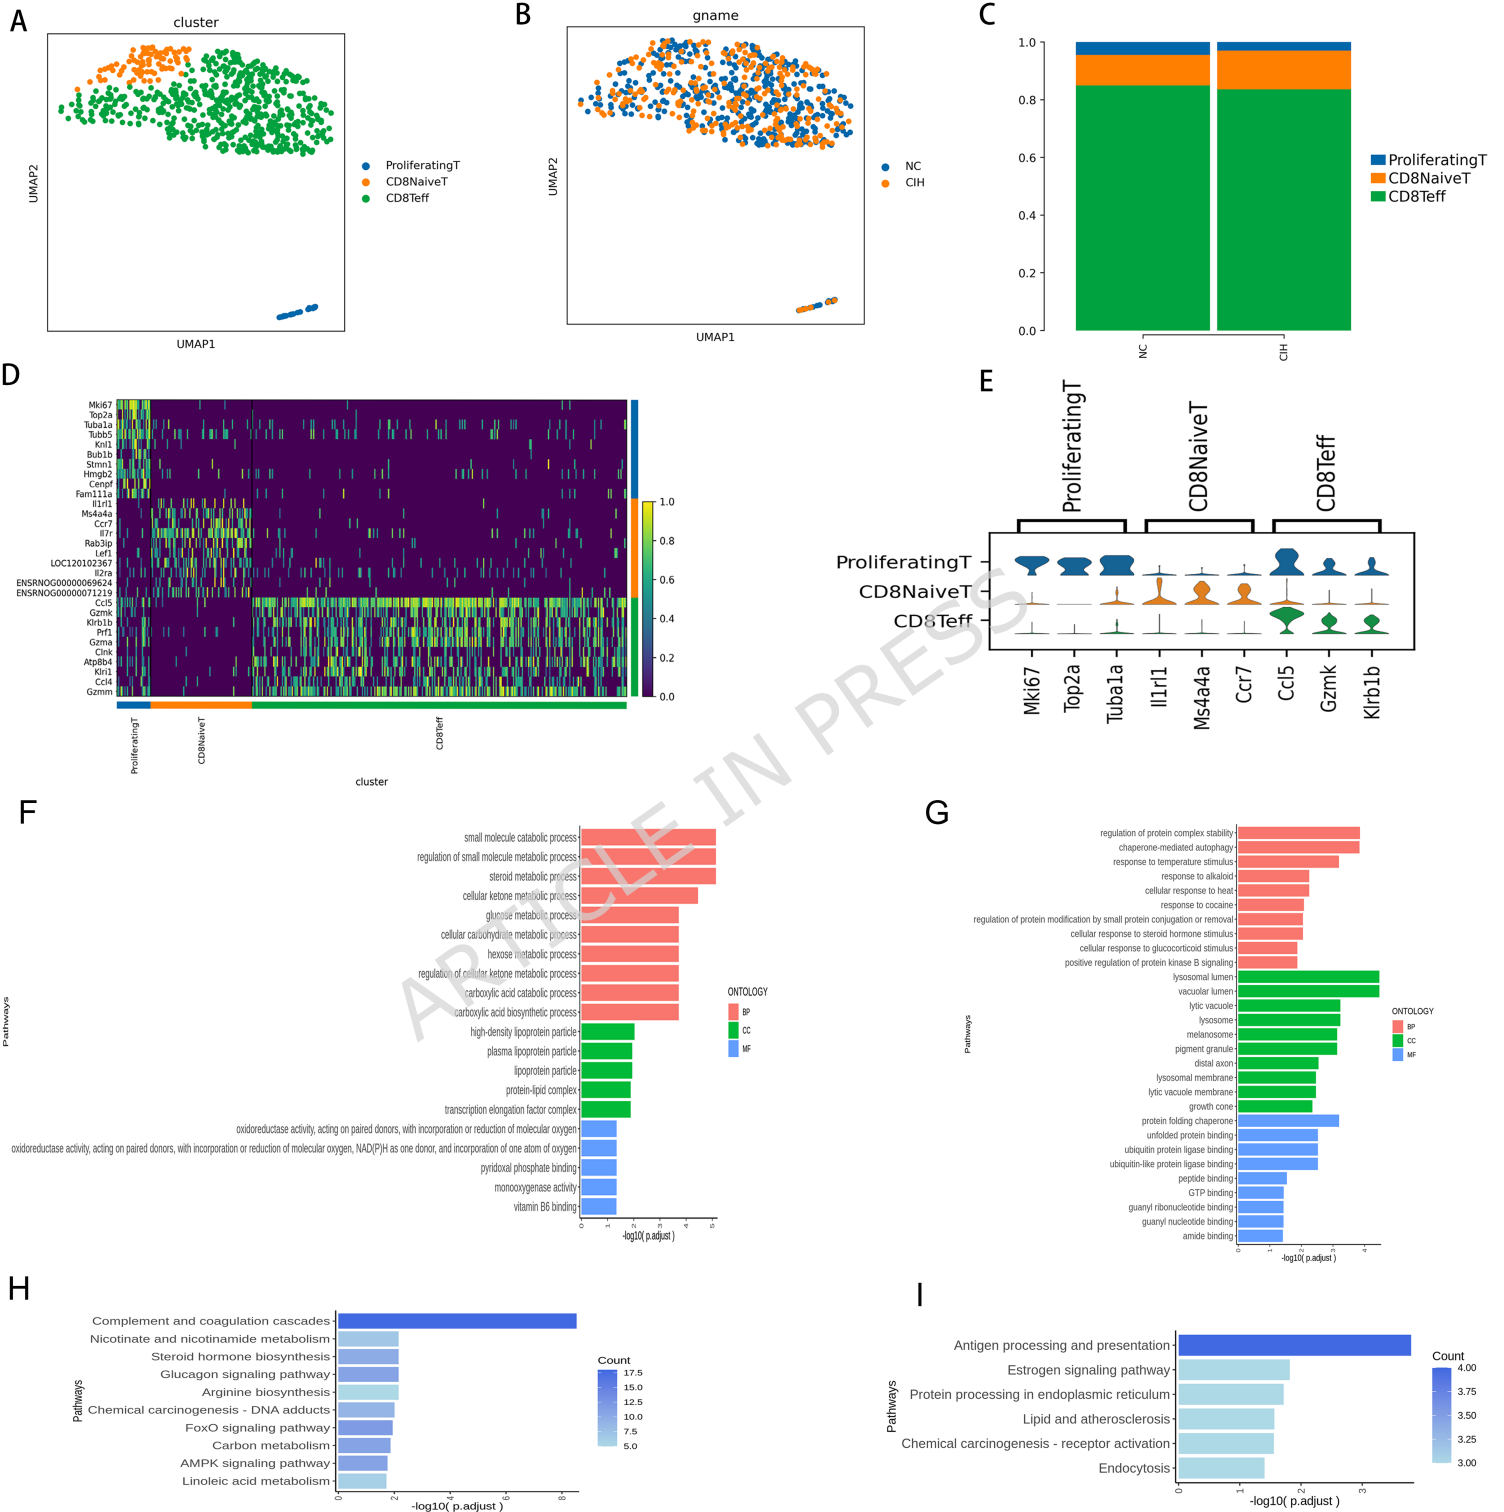 A
cluster
UMAP2
UMAP1
ProliferatingT
CD8NaiveT
CD8Teff
B
gname
UMAP2
UMAP1
NC
CIH
C
1.0
0.8
0.6
0.4
0.2
0.0
NC
CIH
ProliferatingT
CD8NaiveT
CD8Teff
D
Mki67
Top2a
Tuba1a
Tubb5
Knl1
Bub1b
Stmn1
Hmgb2
Cenpf
Fam111a
Il1rl1
Ms4a4a
Ccr7
Il7r
Rab3ip
Lef1
LOC120102367
Il2ra
ENSRNOG00000069624
ENSRNOG00000071219
Ccl5
Gzmk
Klrb1b
Prf1
Gzma
Clnk
Atp8b4
Klri1
Ccl4
Gzmm
1.0
0.8
0.6
0.4
0.2
0.0
ProliferatingT
CD8NaiveT
CD8Teff
cluster
E
ProliferatingT
CD8NaiveT
CD8Teff
ProliferatingT
CD8NaiveT
CD8Teff
Mki67
Top2a
Tuba1a
Il1rl1
Ms4a4a
Ccr7
Ccl5
Gzmk
Klrb1b
ARTICLE IN PRESS
F
Pathways
small molecule catabolic process
regulation of small molecule metabolic process
steroid metabolic process
cellular ketone metabolic process
glucose metabolic process
cellular carbohydrate metabolic process
hexose metabolic process
regulation of cellular ketone metabolic process
carboxylic acid catabolic process
carboxylic acid biosynthetic process
high-density lipoprotein particle
plasma lipoprotein particle
lipoprotein particle
protein-lipid complex
transcription elongation factor complex
oxidoreductase activity, acting on paired donors, with incorporation or reduction of molecular oxygen
oxidoreductase activity, acting on paired donors, with incorporation or reduction of molecular oxygen, NAD(P)H as one donor, and incorporation of one atom of oxygen
pyridoxal phosphate binding
monooxygenase activity
vitamin B6 binding
0 1 2 3 4 5
-log10( p.adjust )
ONTOLOGY
BP
CC
MF
G
Pathways
regulation of protein complex stability
chaperone-mediated autophagy
response to temperature stimulus
response to alkaloid
cellular response to heat
response to cocaine
regulation of protein modification by small protein conjugation or removal
cellular response to steroid hormone stimulus
cellular response to glucocorticoid stimulus
positive regulation of protein kinase B signaling
lysosomal lumen
vacuolar lumen
lytic vacuole
lysosome
melanosome
pigment granule
distal axon
lysosomal membrane
lytic vacuole membrane
growth cone
protein folding chaperone
unfolded protein binding
ubiquitin protein ligase binding
ubiquitin-like protein ligase binding
peptide binding
GTP binding
guanyl ribonucleotide binding
guanyl nucleotide binding
amide binding
0 1 2 3 4
-log10( p.adjust )
ONTOLOGY
BP
CC
MF
H
Pathways
Complement and coagulation cascades
Nicotinate and nicotinamide metabolism
Steroid hormone biosynthesis
Glucagon signaling pathway
Arginine biosynthesis
Chemical carcinogenesis - DNA adducts
FoxO signaling pathway
Carbon metabolism
AMPK signaling pathway
Linoleic acid metabolism
0 2 4 6 8
-log10( p.adjust )
Count
17.5
15.0
12.5
10.0
7.5
5.0
I
Pathways
Antigen processing and presentation
Estrogen signaling pathway
Protein processing in endoplasmic reticulum
Lipid and atherosclerosis
Chemical carcinogenesis - receptor activation
Endocytosis
0 1 2 3
-log10( p.adjust )
Count
4.00
3.75
3.50
3.25
3.00